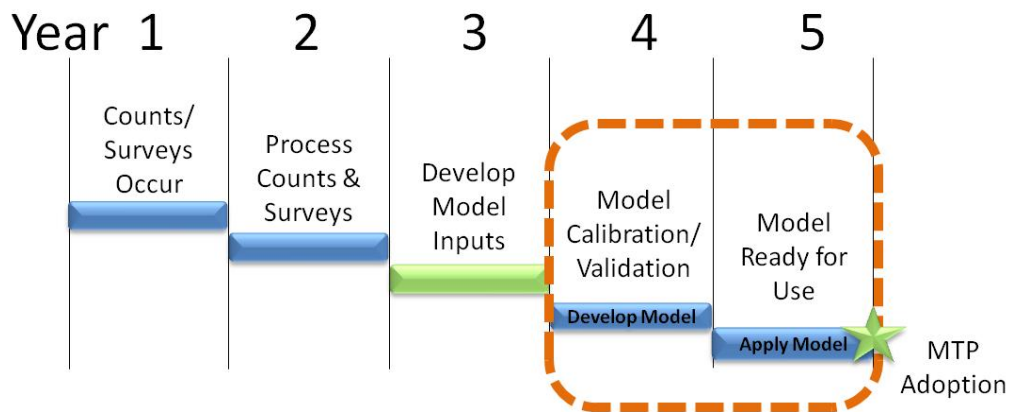 Year 1 2 3 4 5
Counts/
Surveys
Occur
Process
Counts &
Surveys
Develop
Model
Inputs
Model
Calibration/
Validation
Develop Model
Model
Ready for
Use
Apply Model
MTP
Adoption